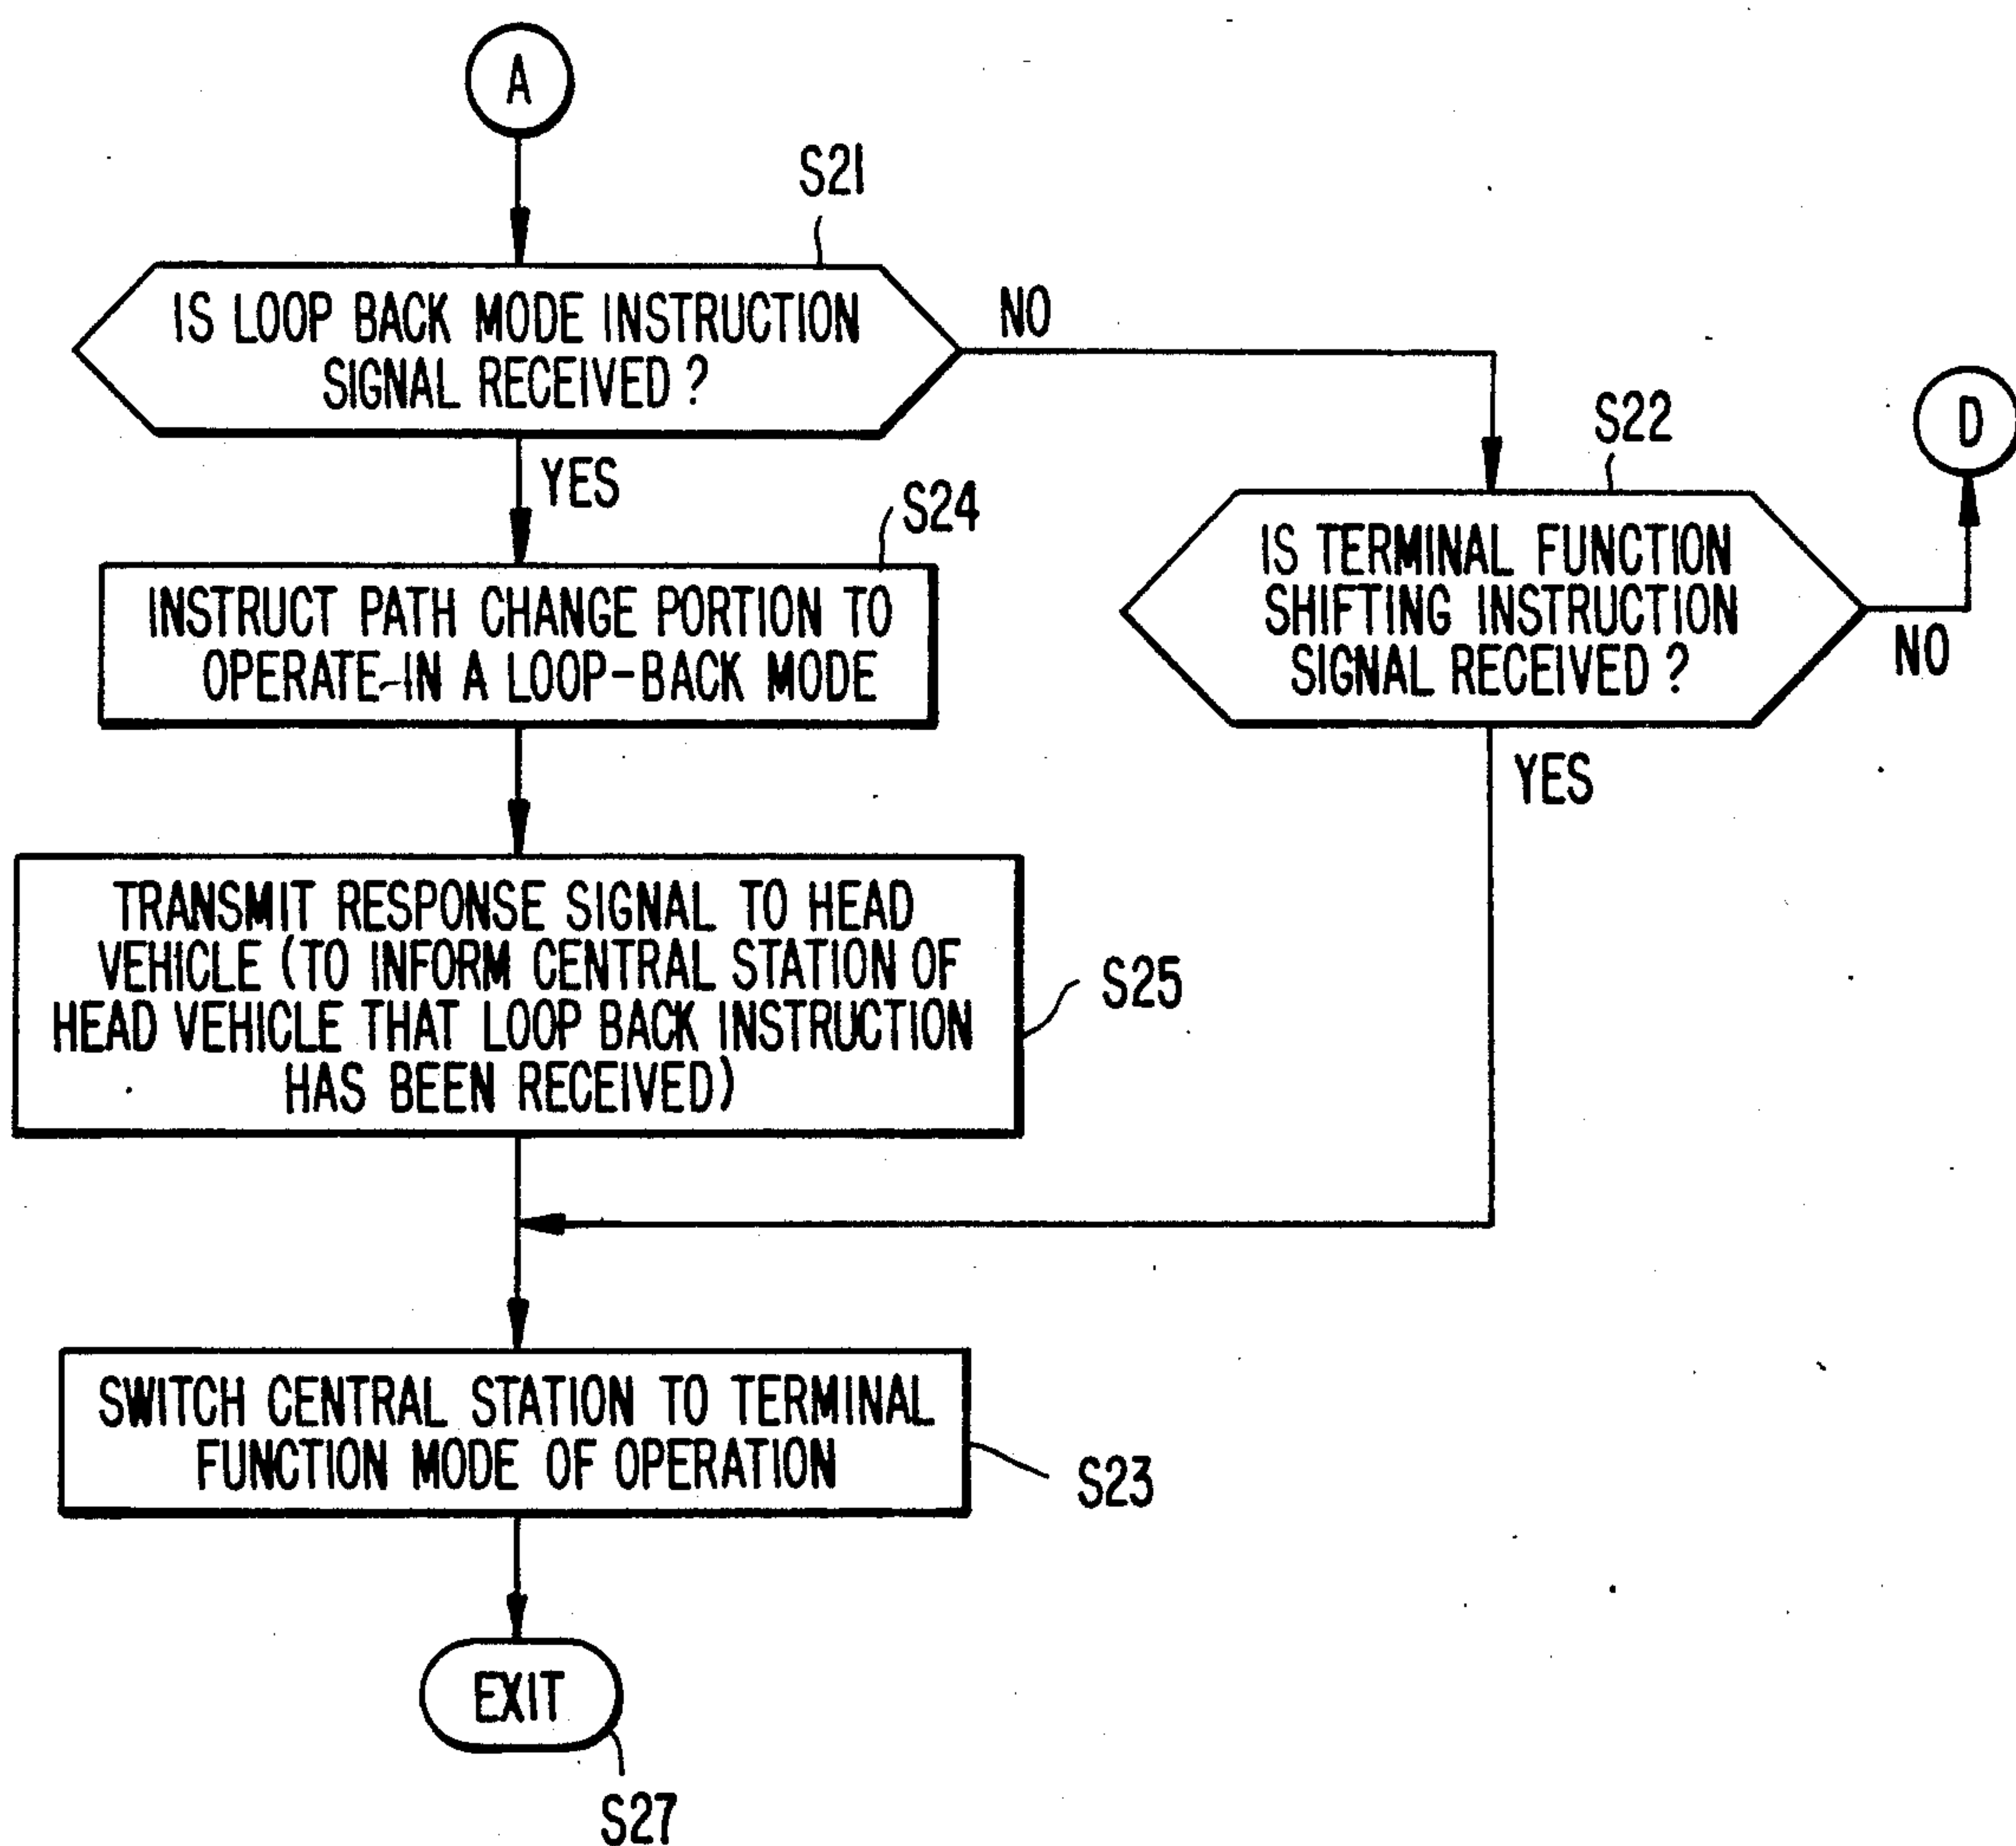 A
S21
IS LOOP BACK MODE INSTRUCTION
SIGNAL RECEIVED ?
NO
YES
S22
D
IS TERMINAL FUNCTION
SHIFTING INSTRUCTION
SIGNAL RECEIVED ?
NO
YES
S24
INSTRUCT PATH CHANGE PORTION TO
OPERATE IN A LOOP-BACK MODE
TRANSMIT RESPONSE SIGNAL TO HEAD
VEHICLE (TO INFORM CENTRAL STATION OF
HEAD VEHICLE THAT LOOP BACK INSTRUCTION
HAS BEEN RECEIVED)
S25
SWITCH CENTRAL STATION TO TERMINAL
FUNCTION MODE OF OPERATION
S23
EXIT
S27